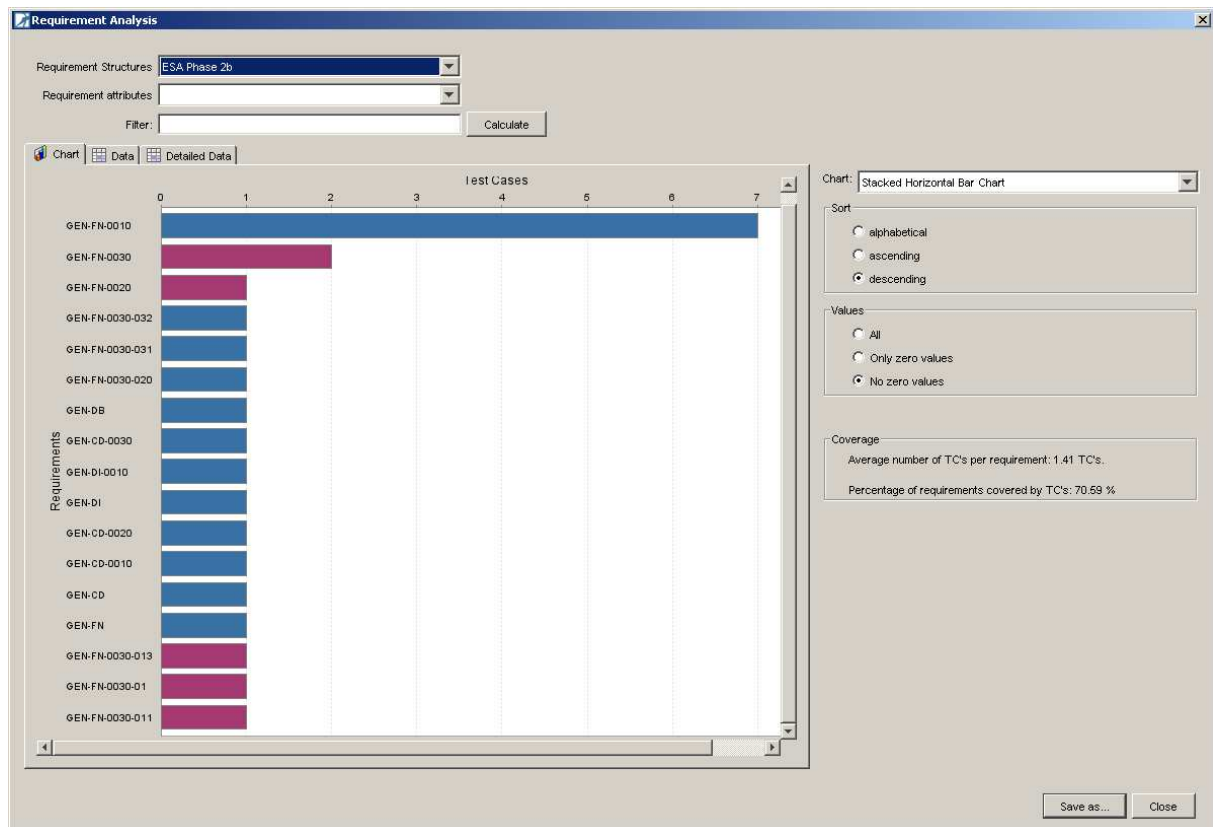 Requirement Analysis
Requirement Structures ESA Phase 2b
Requirement attributes
Filter: Calculate
Chart Data Detailed Data
Test Cases
0 1 2 3 4 5 6 7
Requirements
GEN-FN-0010
GEN-FN-0030
GEN-FN-0020
GEN-FN-0030-032
GEN-FN-0030-031
GEN-FN-0030-020
GEN-DB
GEN-CD-0030
GEN-DI-0010
GEN-DI
GEN-CD-0020
GEN-CD-0010
GEN-CD
GEN-FN
GEN-FN-0030-013
GEN-FN-0030-01
GEN-FN-0030-011
Chart: Stacked Horizontal Bar Chart
Sort
alphabetical
ascending
descending
Values
All
Only zero values
No zero values
Coverage
Average number of TC's per requirement: 1.41 TC's.
Percentage of requirements covered by TC's: 70.59 %
Save as... Close